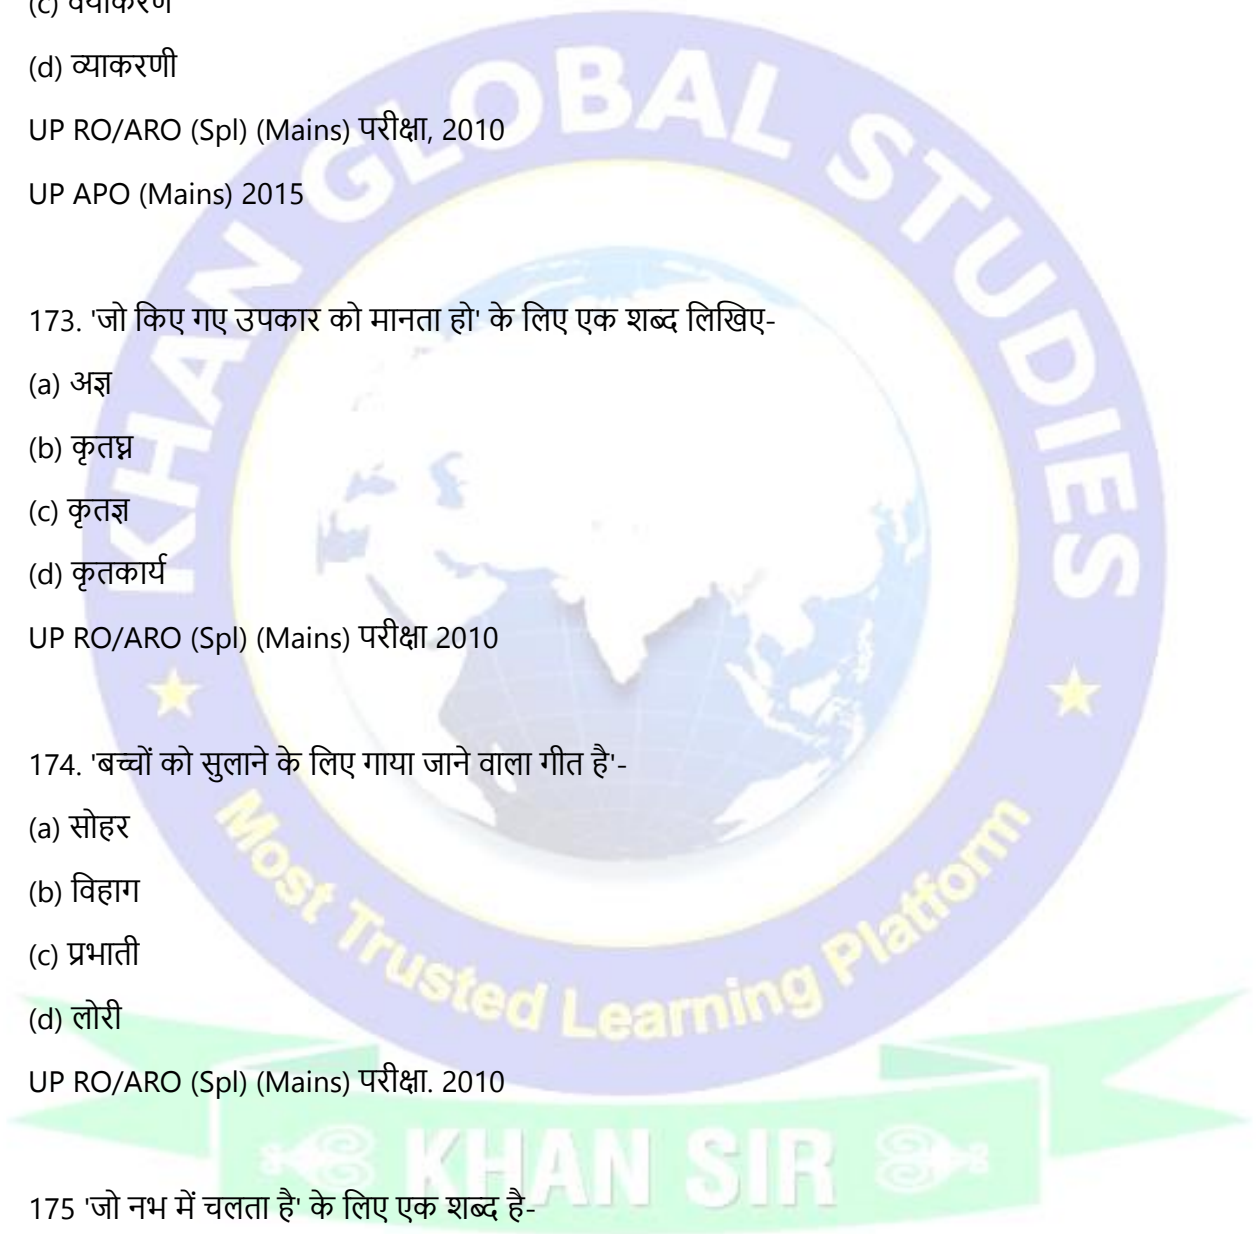 (c) वयाकरण
(d) व्याकरणी
UP RO/ARO (Spl) (Mains) परीक्षा, 2010
UP APO (Mains) 2015
173. 'जो किए गए उपकार को मानता हो' के लिए एक शब्द लिखिए-
(a) अज्ञ
(b) कृतघ्न
(c) कृतज्ञ
(d) कृतकार्य
UP RO/ARO (Spl) (Mains) परीक्षा 2010
174. 'बच्चों को सुलाने के लिए गाया जाने वाला गीत है'-
(a) सोहर
(b) विहाग
(c) प्रभाती
(d) लोरी
UP RO/ARO (Spl) (Mains) परीक्षा. 2010
175 'जो नभ में चलता है' के लिए एक शब्द है-
KHAN GLOBAL STUDIES
Most Trusted Learning Platform
KHAN SIR